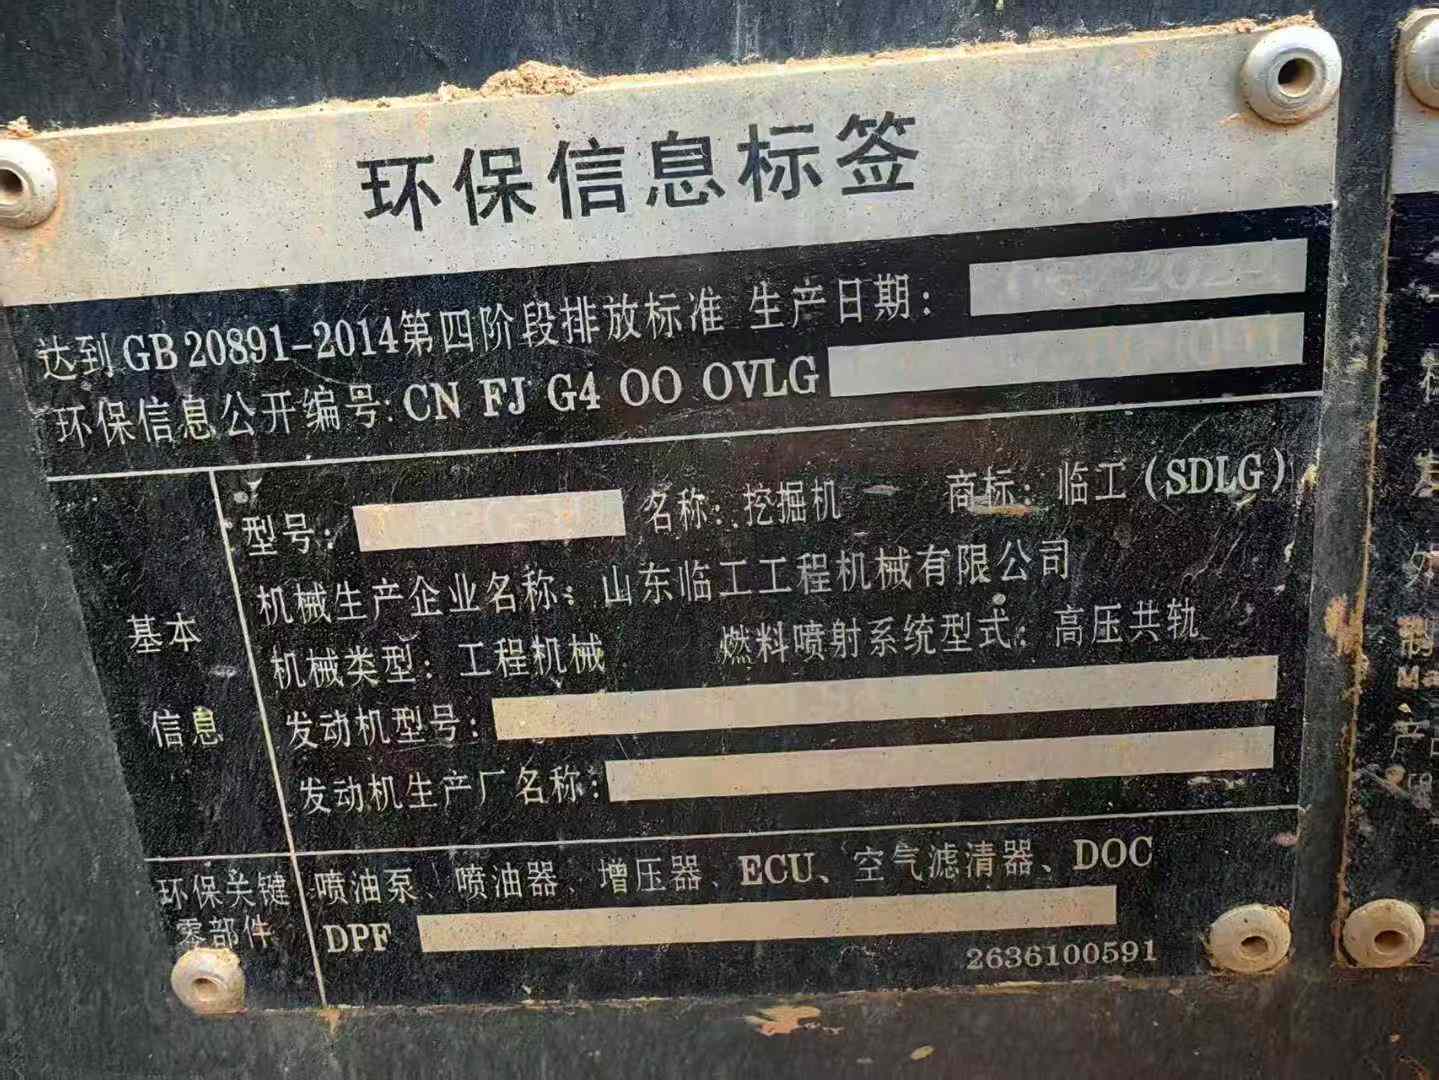 环保信息标签
达到GB 20891-2014第四阶段排放标准 生产日期：
环保信息公开编号: CN FJ G4 OO OVLG
型号： 名称：挖掘机 商标：临工（SDLG）
机械生产企业名称：山东临工工程机械有限公司
基本
信息
机械类型：工程机械 燃料喷射系统型式：高压共轨
发动机型号：
发动机生产厂名称：
环保关键
零部件
喷油泵、喷油器、增压器、ECU、空气滤清器、DOC
DPF
2636100591